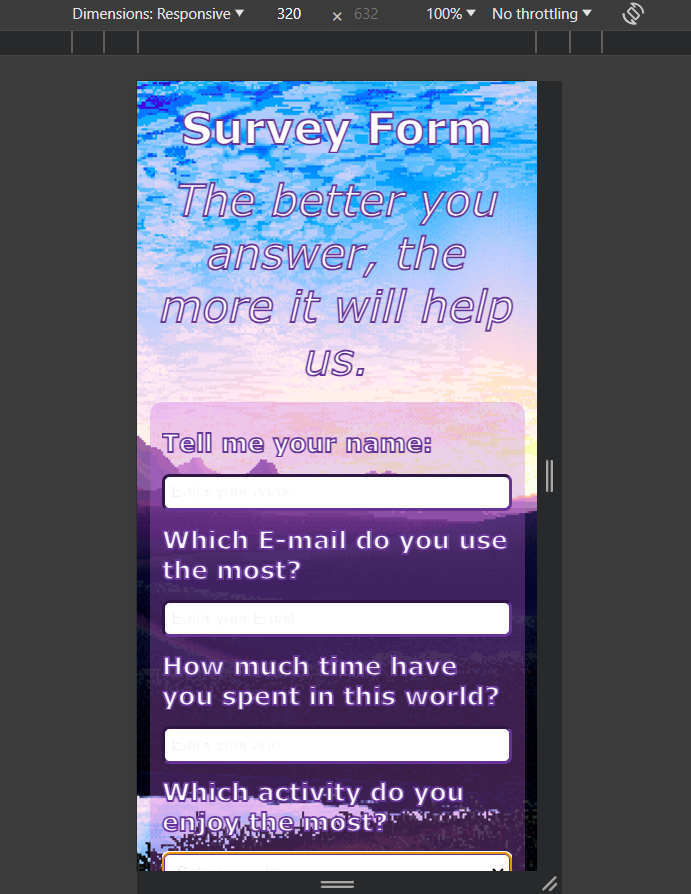 Dimensions: Responsive 320 × 632 100% No throttling
Survey Form
The better you
answer, the
more it will help
us.
Tell me your name:
Enter your name
Which E-mail do you use
the most?
Enter your Email
How much time have
you spent in this world?
Enter your age
Which activity do you
enjoy the most?